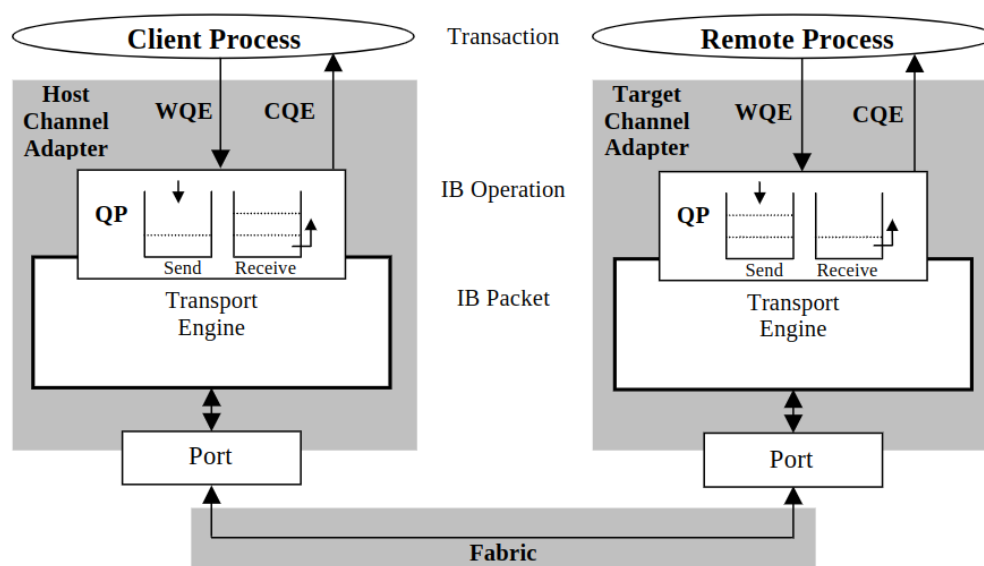 Client Process
Transaction
Remote Process
Host
Channel
Adapter
WQE
CQE
Target
Channel
Adapter
WQE
CQE
IB Operation
QP
Send
Receive
QP
Send
Receive
IB Packet
Transport
Engine
Transport
Engine
Port
Port
Fabric